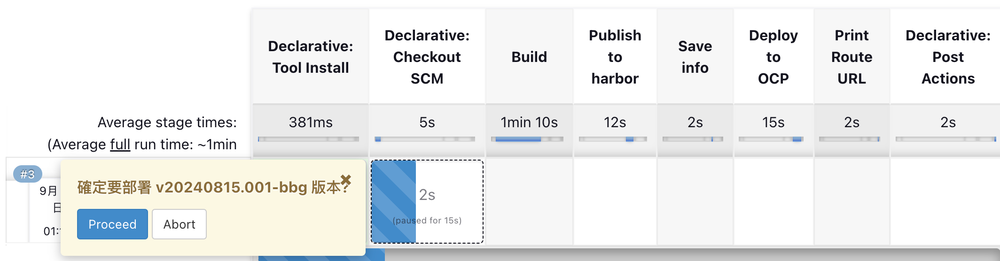 Declarative:
Tool Install
Declarative:
Checkout
SCM
Build
Publish
to
harbor
Save
info
Deploy
to
OCP
Print
Route
URL
Declarative:
Post
Actions
Average stage times:
381ms
5s
1min 10s
12s
2s
15s
2s
2s
(Average full run time: ~1min
#3
9月
日
01:
確定要部署 v20240815.001-bbg 版本?
Proceed
Abort
2s
(paused for 15s)